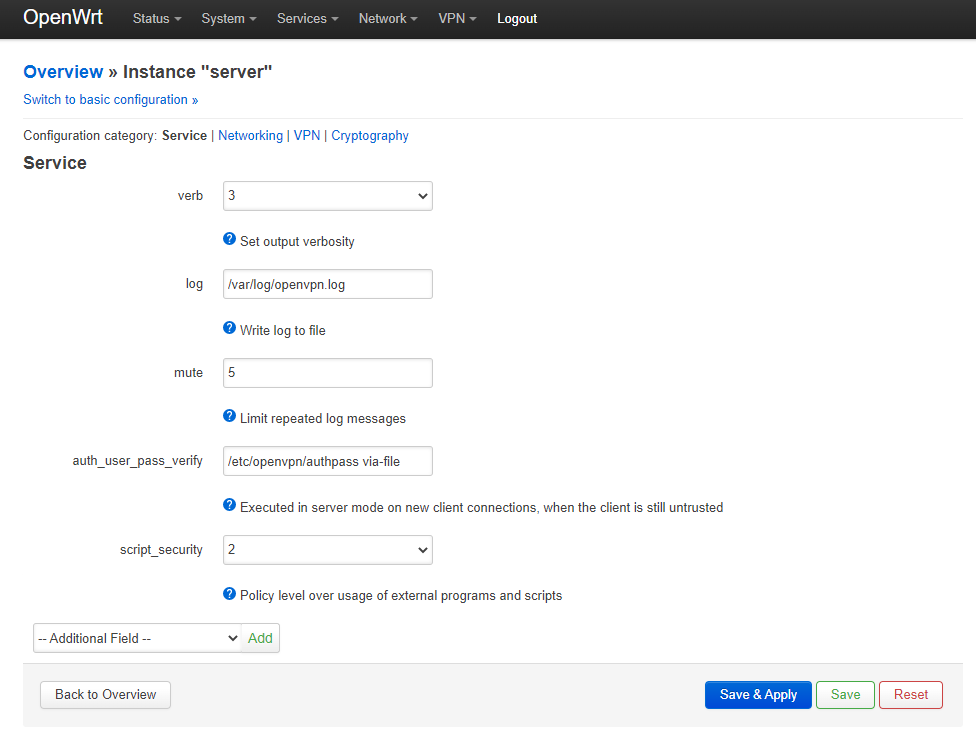 OpenWrt Status System Services Network VPN Logout
Overview » Instance "server"
Switch to basic configuration »
Configuration category: Service | Networking | VPN | Cryptography
Service
verb 3
Set output verbosity
log /var/log/openvpn.log
Write log to file
mute 5
Limit repeated log messages
auth_user_pass_verify /etc/openvpn/authpass via-file
Executed in server mode on new client connections, when the client is still untrusted
script_security 2
Policy level over usage of external programs and scripts
-- Additional Field -- Add
Back to Overview Save & Apply Save Reset